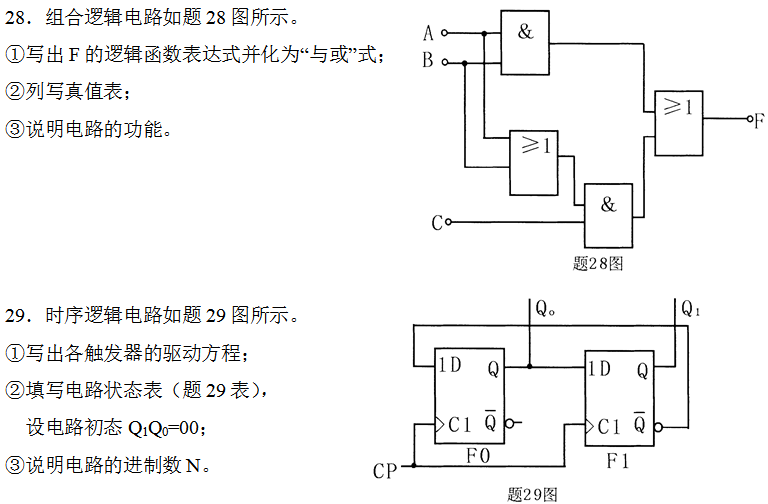 28．组合逻辑电路如题28图所示。
①写出F的逻辑函数表达式并化为“与或”式；
②列写真值表；
③说明电路的功能。
A
&
B
≥1
≥1
F
&
C
题28图
29．时序逻辑电路如题29图所示。
①写出各触发器的驱动方程；
②填写电路状态表（题29表），
设电路初态Q₁Q₀=00；
③说明电路的进制数N。
Q₀
Q₁
1D Q
1D Q
C1 Q̅
C1 Q̅
F0
F1
CP
题29图